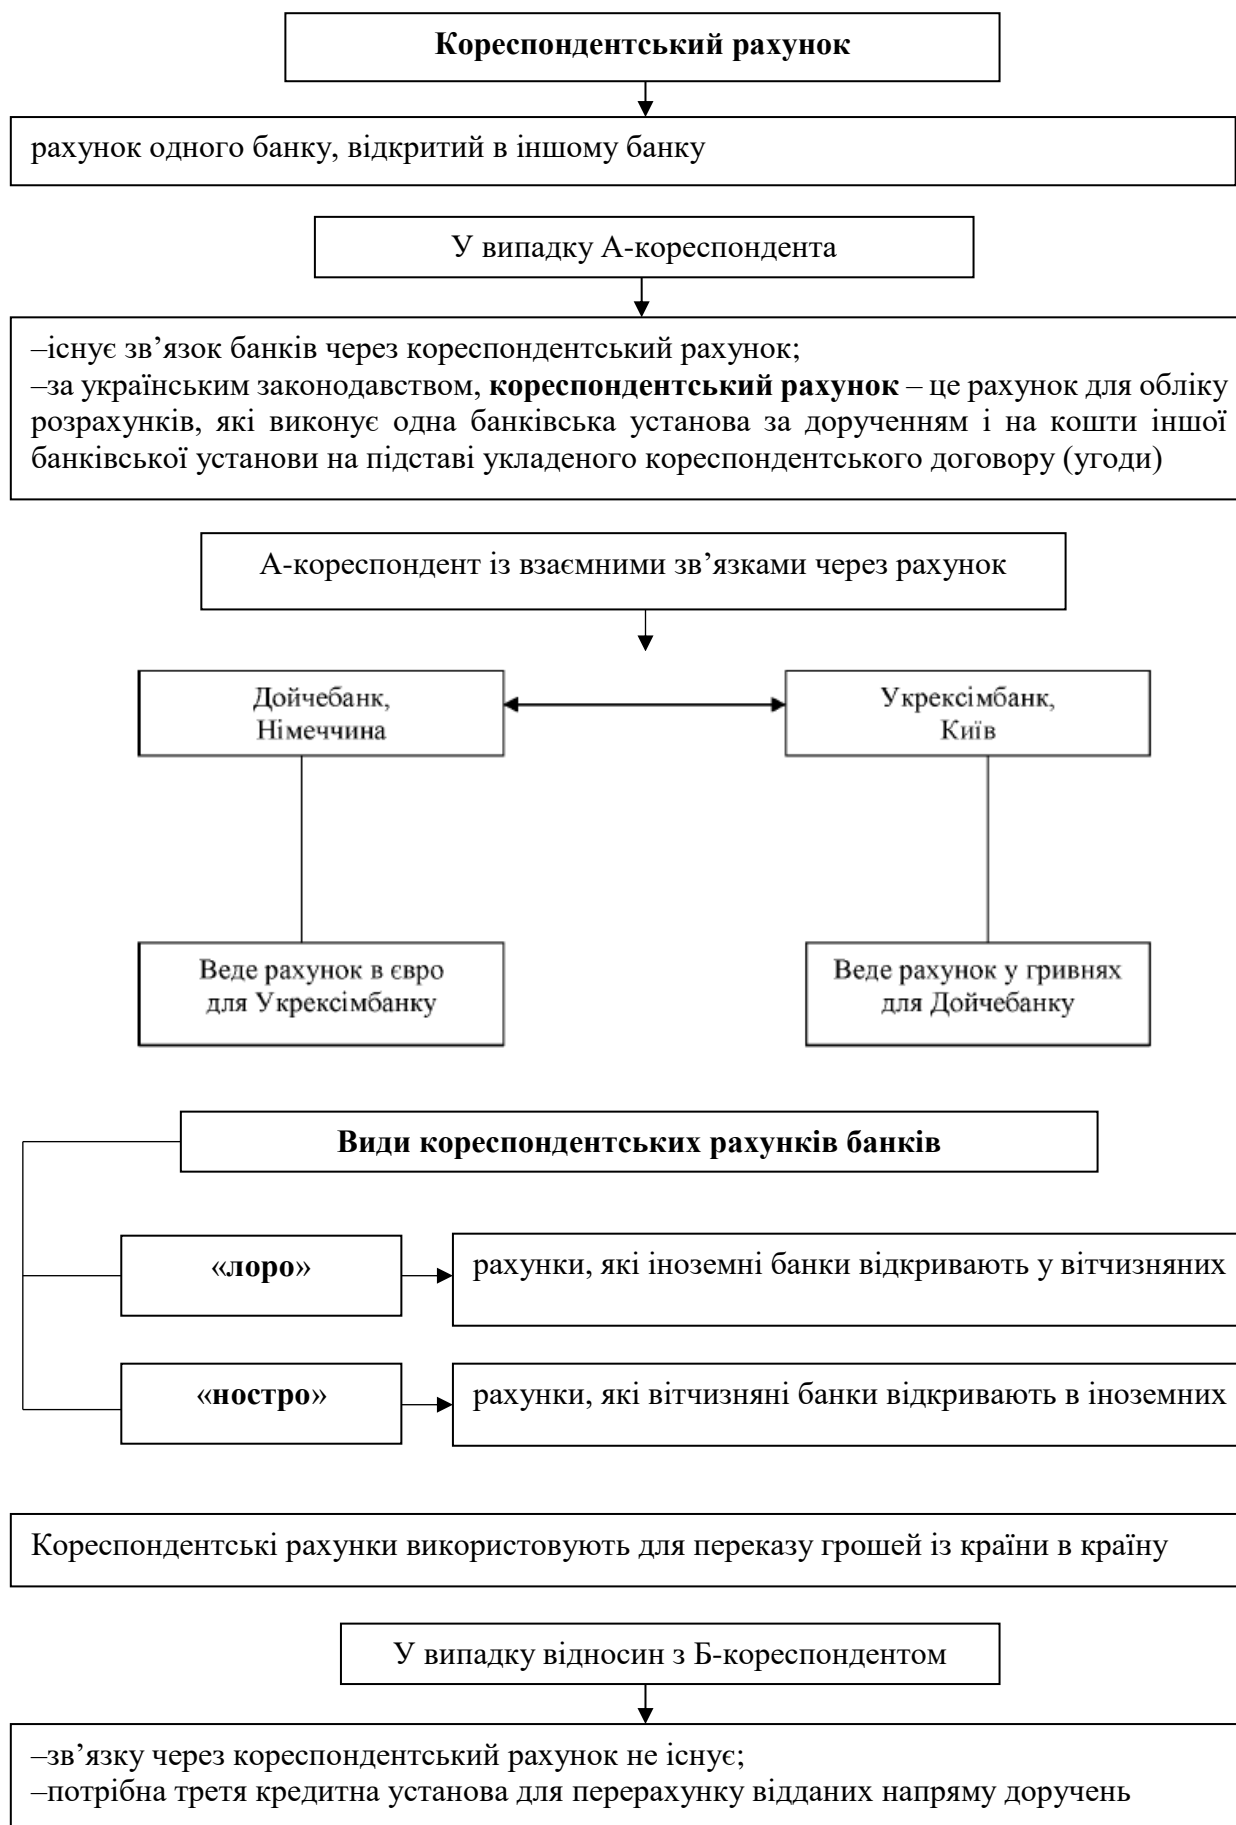 Кореспондентський рахунок
рахунок одного банку, відкритий в іншому банку
У випадку А-кореспондента
–існує зв’язок банків через кореспондентський рахунок;
–за українським законодавством, кореспондентський рахунок – це рахунок для обліку
розрахунків, які виконує одна банківська установа за дорученням і на кошти іншої
банківської установи на підставі укладеного кореспондентського договору (угоди)
А-кореспондент із взаємними зв’язками через рахунок
Дойчебанк,
Німеччина
Укрексімбанк,
Київ
Веде рахунок в євро
для Укрексімбанку
Веде рахунок у гривнях
для Дойчебанку
Види кореспондентських рахунків банків
«лоро»
рахунки, які іноземні банки відкривають у вітчизняних
«ностро»
рахунки, які вітчизняні банки відкривають в іноземних
Кореспондентські рахунки використовують для переказу грошей із країни в країну
У випадку відносин з Б-кореспондентом
–зв’язку через кореспондентський рахунок не існує;
–потрібна третя кредитна установа для перерахунку відданих напряму доручень